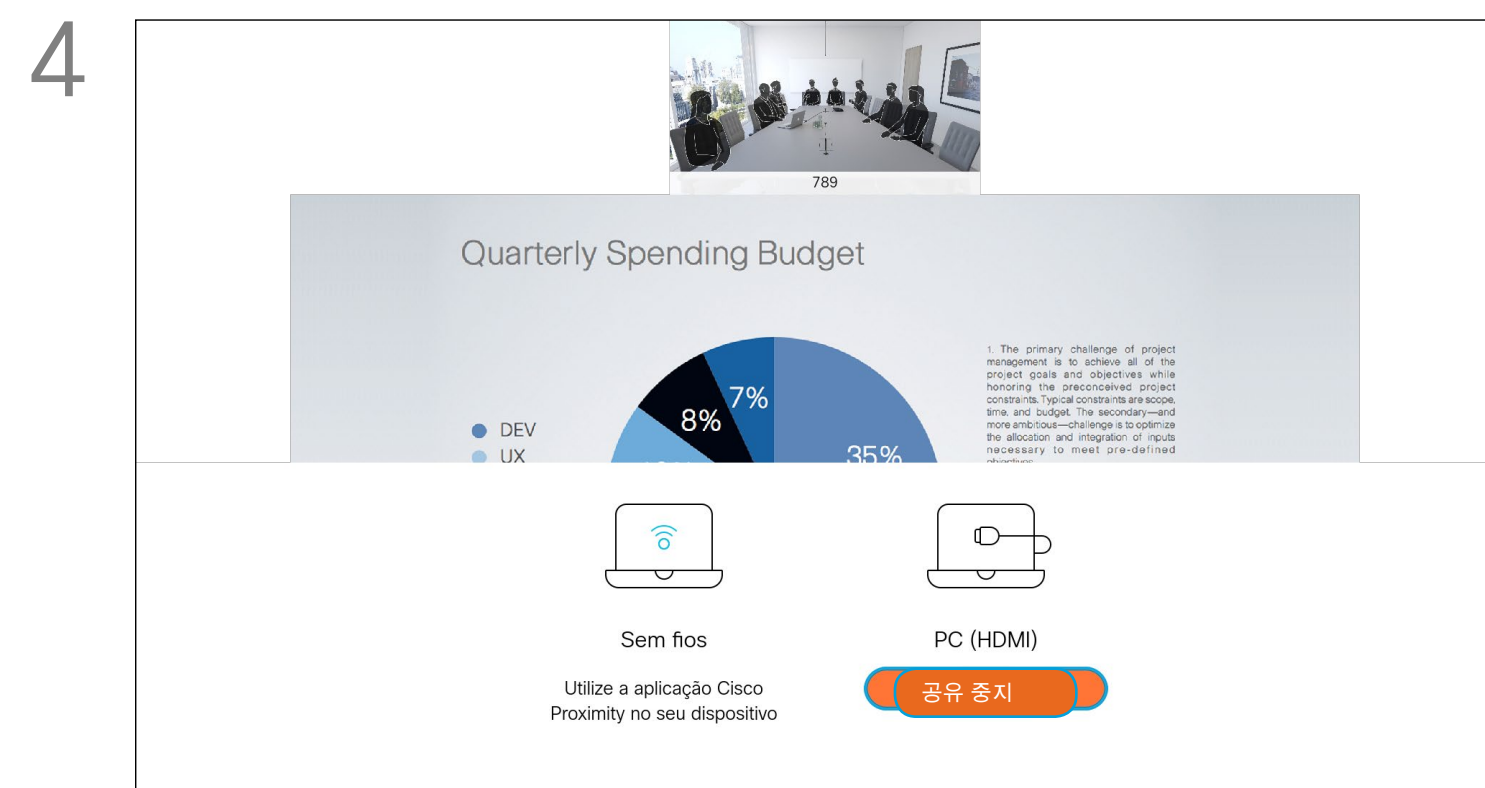 4
789
Quarterly Spending Budget
7%
8%
35%
DEV
UX
1. The primary challenge of project
management is to achieve all of the
project goals and objectives while
honoring the preconceived project
constraints. Typical constraints are scope,
time, and budget. The secondary—and
more ambitious—challenge is to optimize
the allocation and integration of inputs
necessary to meet pre-defined
objectives.
Sem fios
Utilize a aplicação Cisco
Proximity no seu dispositivo
PC (HDMI)
공유 중지